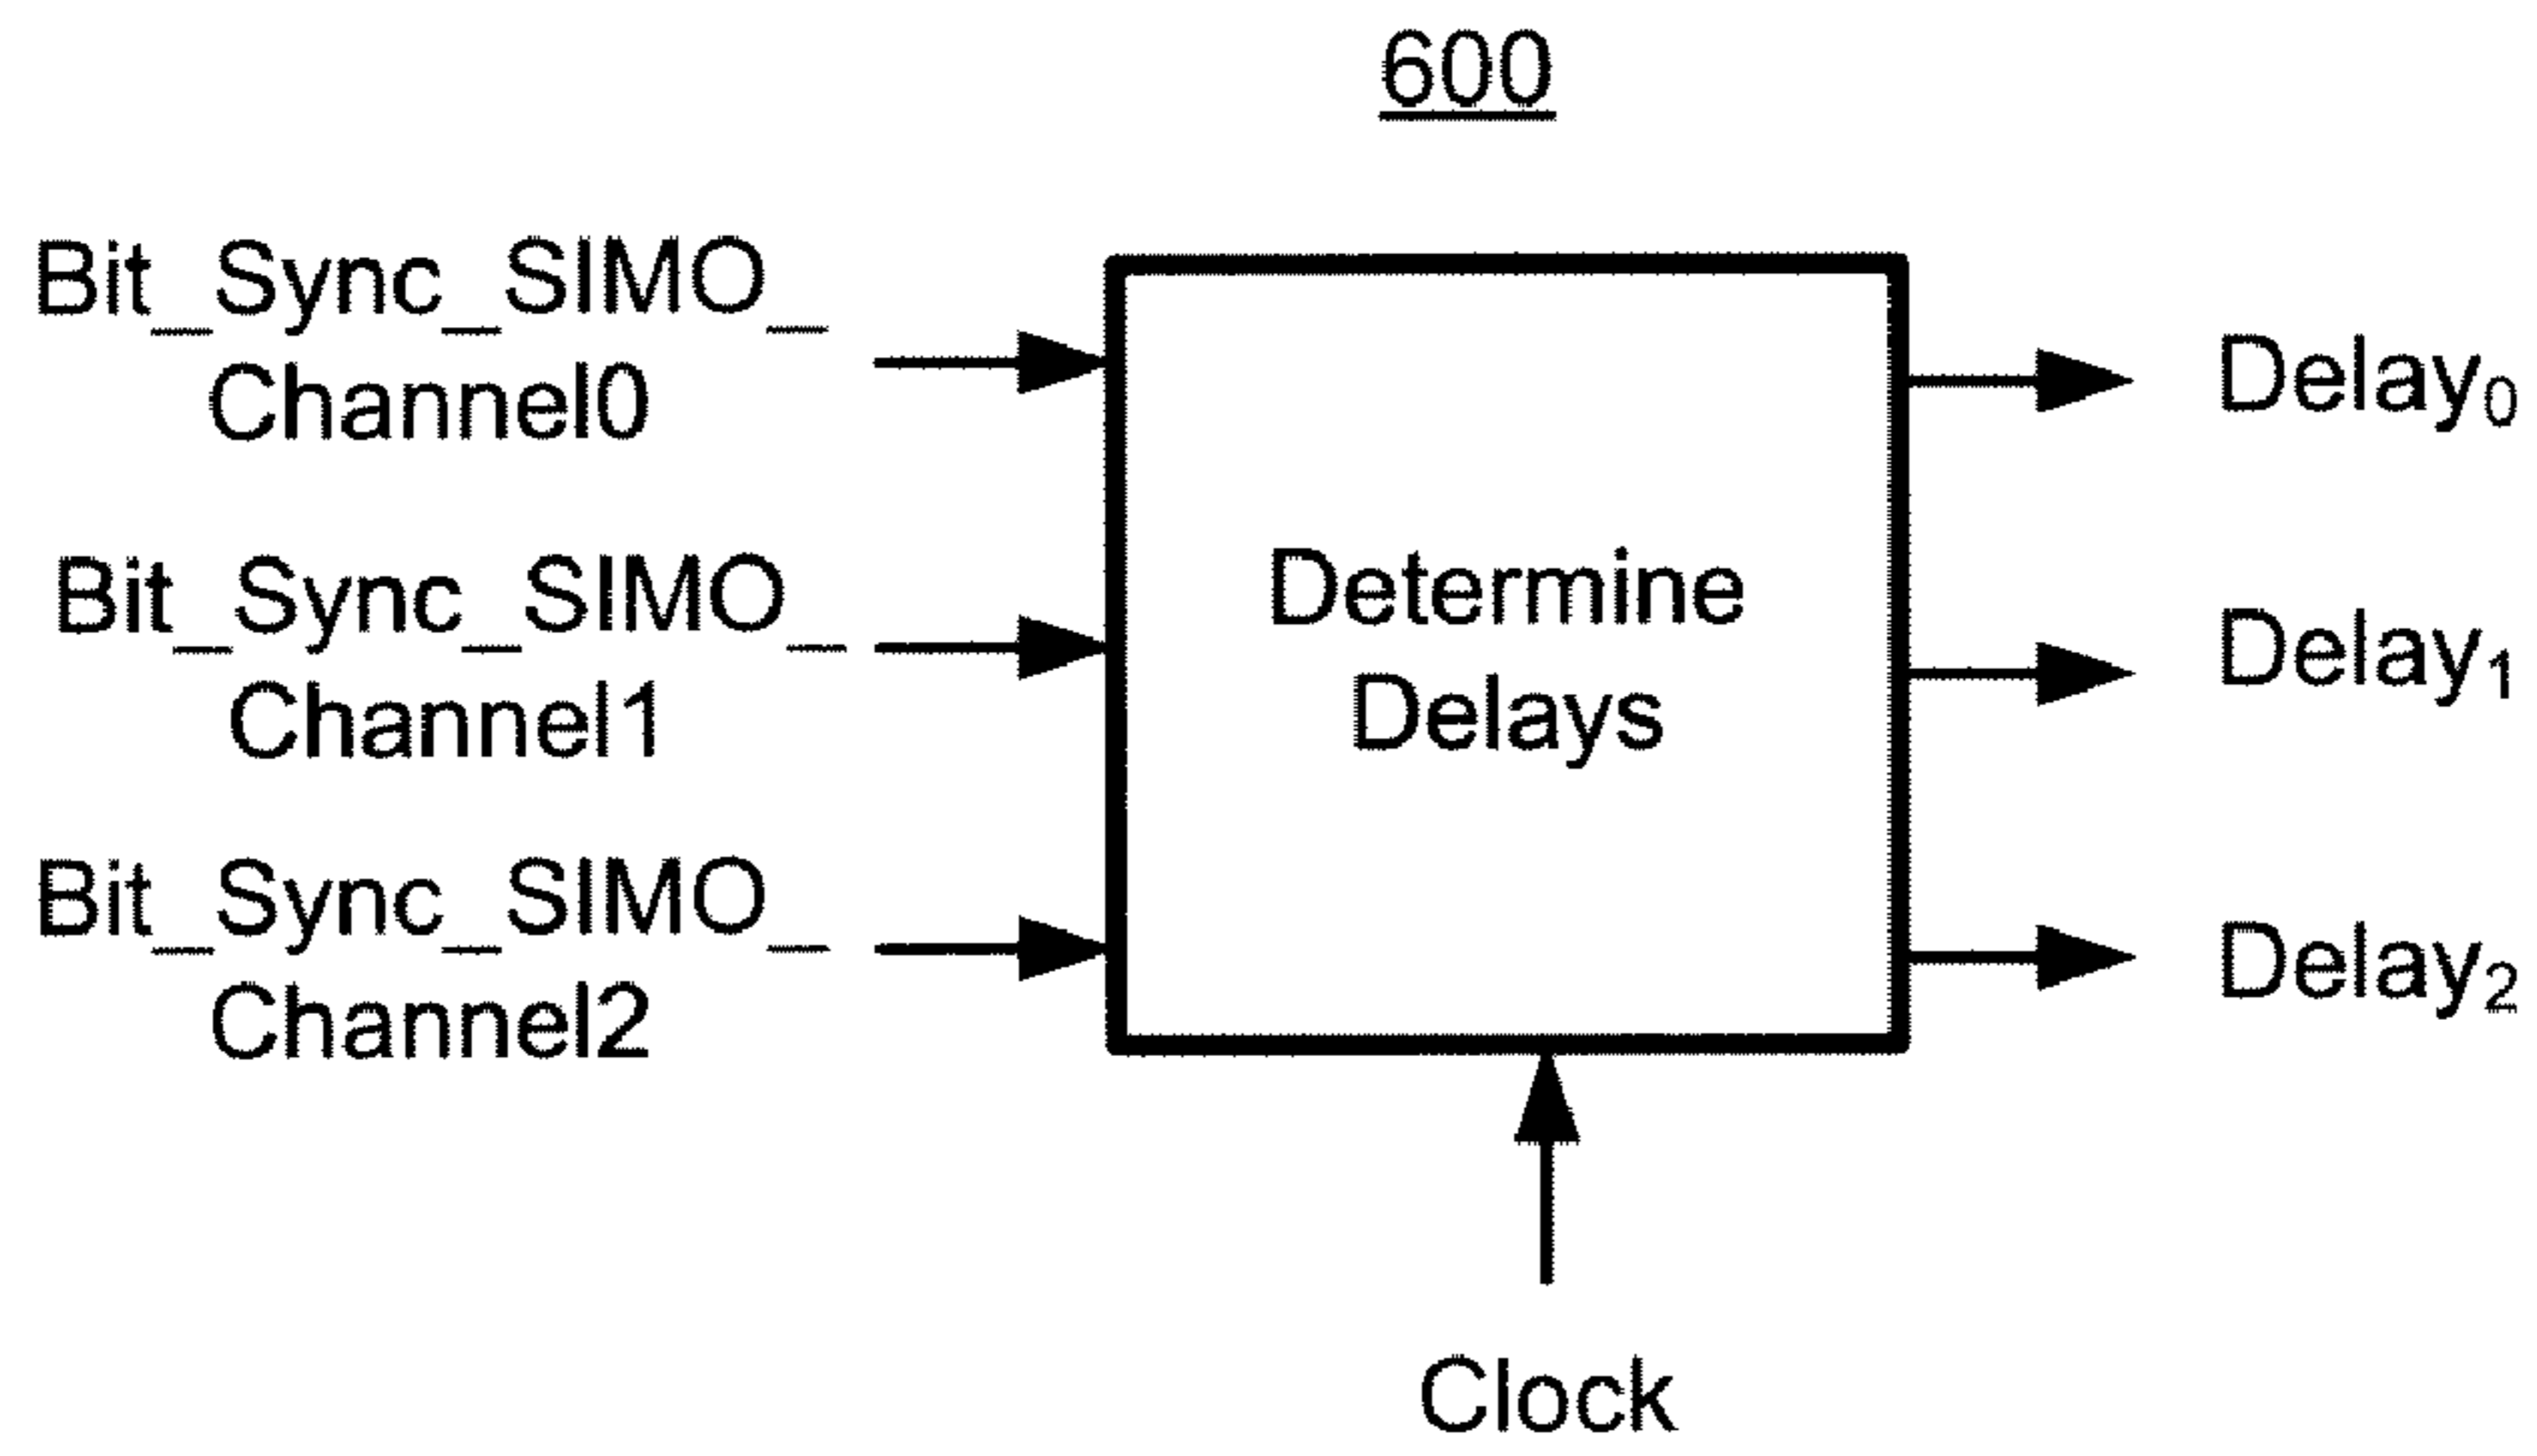 600
Bit_Sync_SIMO_
Channel0
Delay₀
Bit_Sync_SIMO_
Channel1
Determine
Delays
Delay₁
Bit_Sync_SIMO_
Channel2
Delay₂
Clock